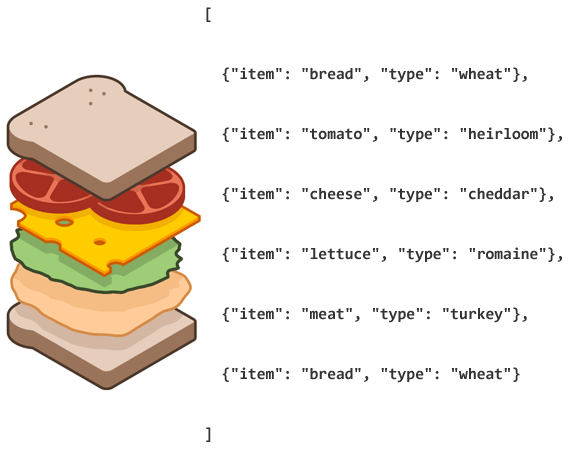 [
{"item": "bread", "type": "wheat"},
{"item": "tomato", "type": "heirloom"},
{"item": "cheese", "type": "cheddar"},
{"item": "lettuce", "type": "romaine"},
{"item": "meat", "type": "turkey"},
{"item": "bread", "type": "wheat"}
]